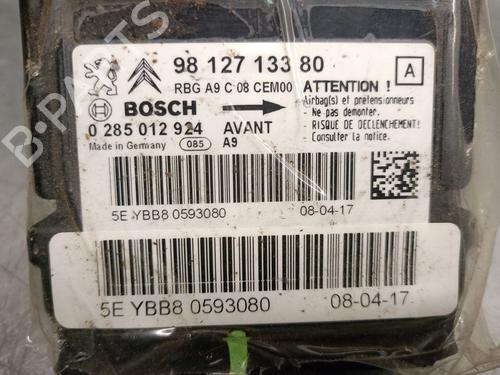 98 127 133 80
A
RBG A9 C 08 CEM00
ATTENTION !
BOSCH
Airbag(s) et prétensionneurs
- Ne pas demonter.
0 285 012 924 AVANT
- RISQUE DE DECLENCHEMENT!
Made in Germany 085 A9
Consulter la notice.
5E YBB8 0593080 08-04-17
5E YBB8 0593080 08-04-17
B-PARTS